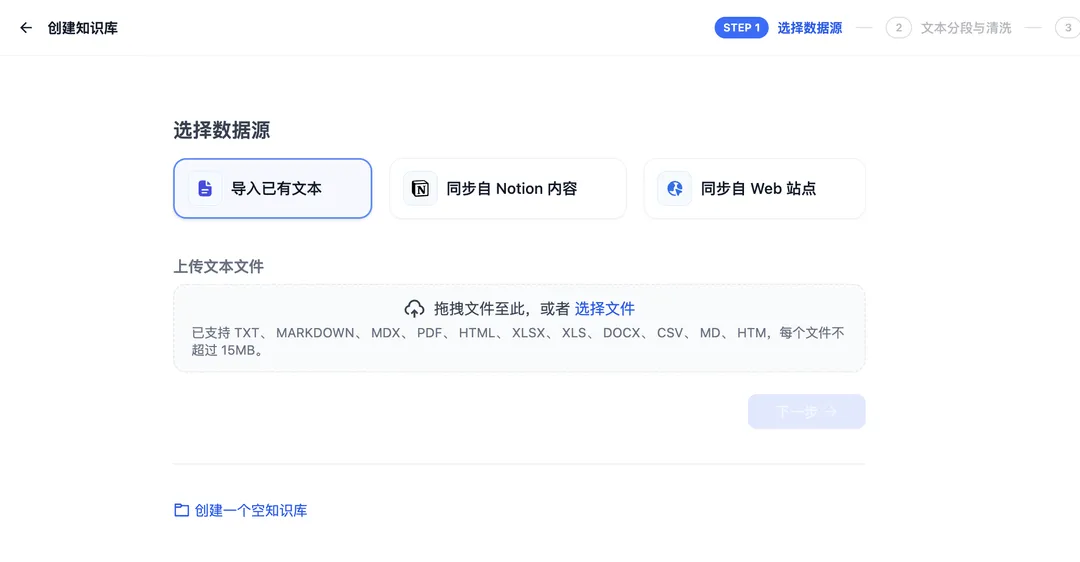 ← 创建知识库
STEP 1 选择数据源 2 文本分段与清洗 3
选择数据源
导入已有文本
同步自 Notion 内容
同步自 Web 站点
上传文本文件
拖拽文件至此，或者 选择文件
已支持 TXT、 MARKDOWN、 MDX、 PDF、 HTML、 XLSX、 XLS、 DOCX、 CSV、 MD、 HTM，每个文件不
超过 15MB。
下一步 →
创建一个空知识库